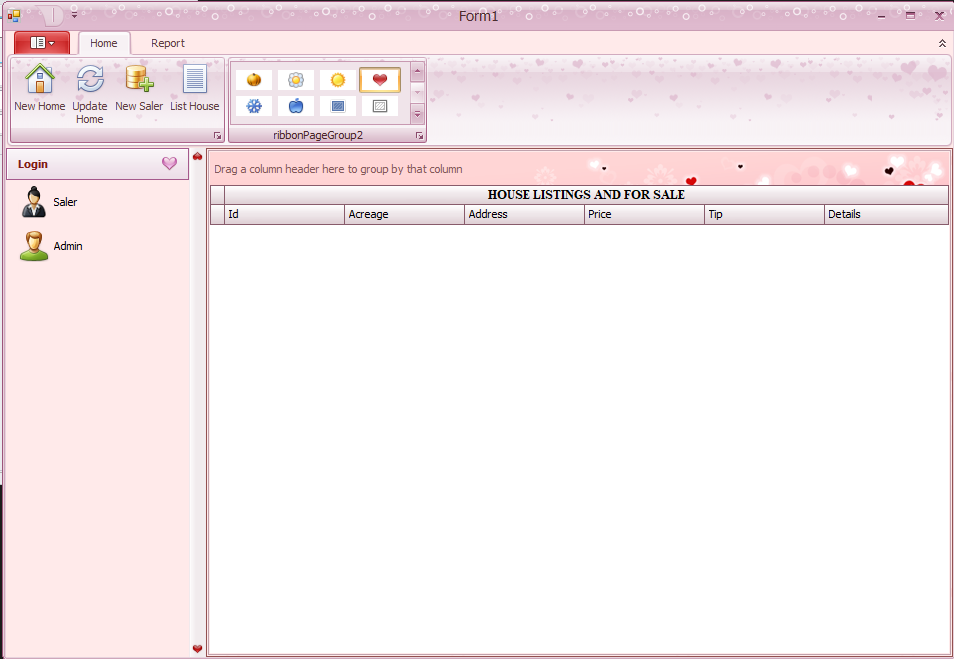 Form1
Home
Report
New Home
Update
Home
New Saler
List House
ribbonPageGroup2
Login
Saler
Admin
Drag a column header here to group by that column
HOUSE LISTINGS AND FOR SALE
Id
Acreage
Address
Price
Tip
Details